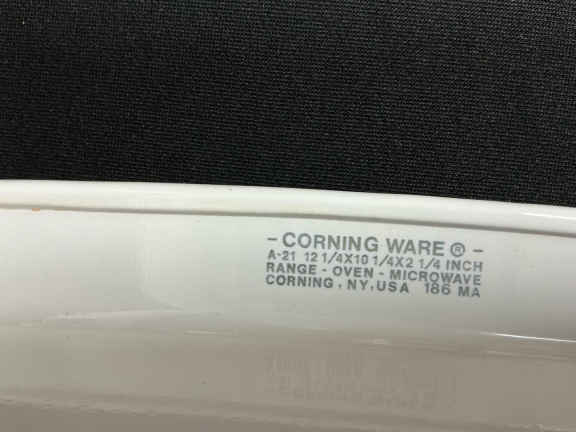 - CORNING WARE ® -
A-21 12 1/4X10 1/4X2 1/4 INCH
RANGE - OVEN - MICROWAVE
CORNING, NY, USA 186 MA